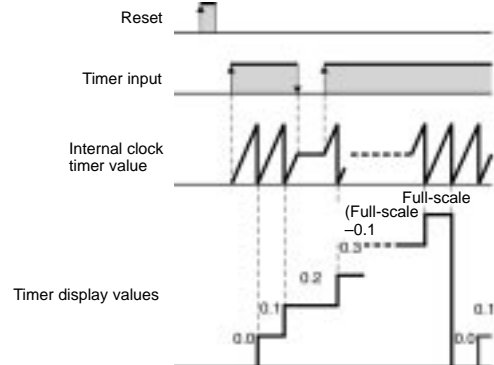 Reset
Timer input
Internal clock
timer value
Full-scale
(Full-scale
–0.1
0.3
0.2
Timer display values
0.1
0.1
0.0
0.0